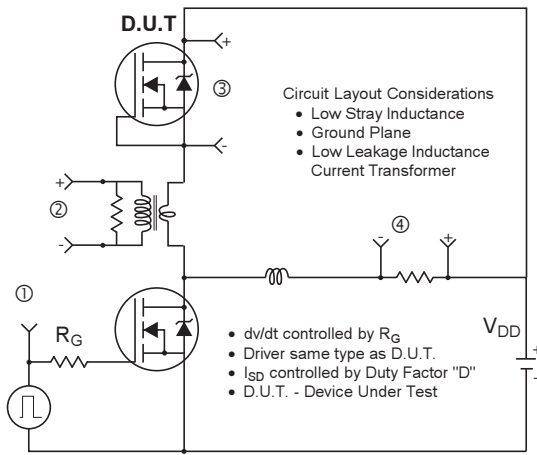 D.U.T
+
③
-
Circuit Layout Considerations
• Low Stray Inductance
• Ground Plane
• Low Leakage Inductance
Current Transformer
+
②
-
- ④ +
①
RG
• dv/dt controlled by RG
• Driver same type as D.U.T.
• ISD controlled by Duty Factor "D"
• D.U.T. - Device Under Test
VDD
+
-